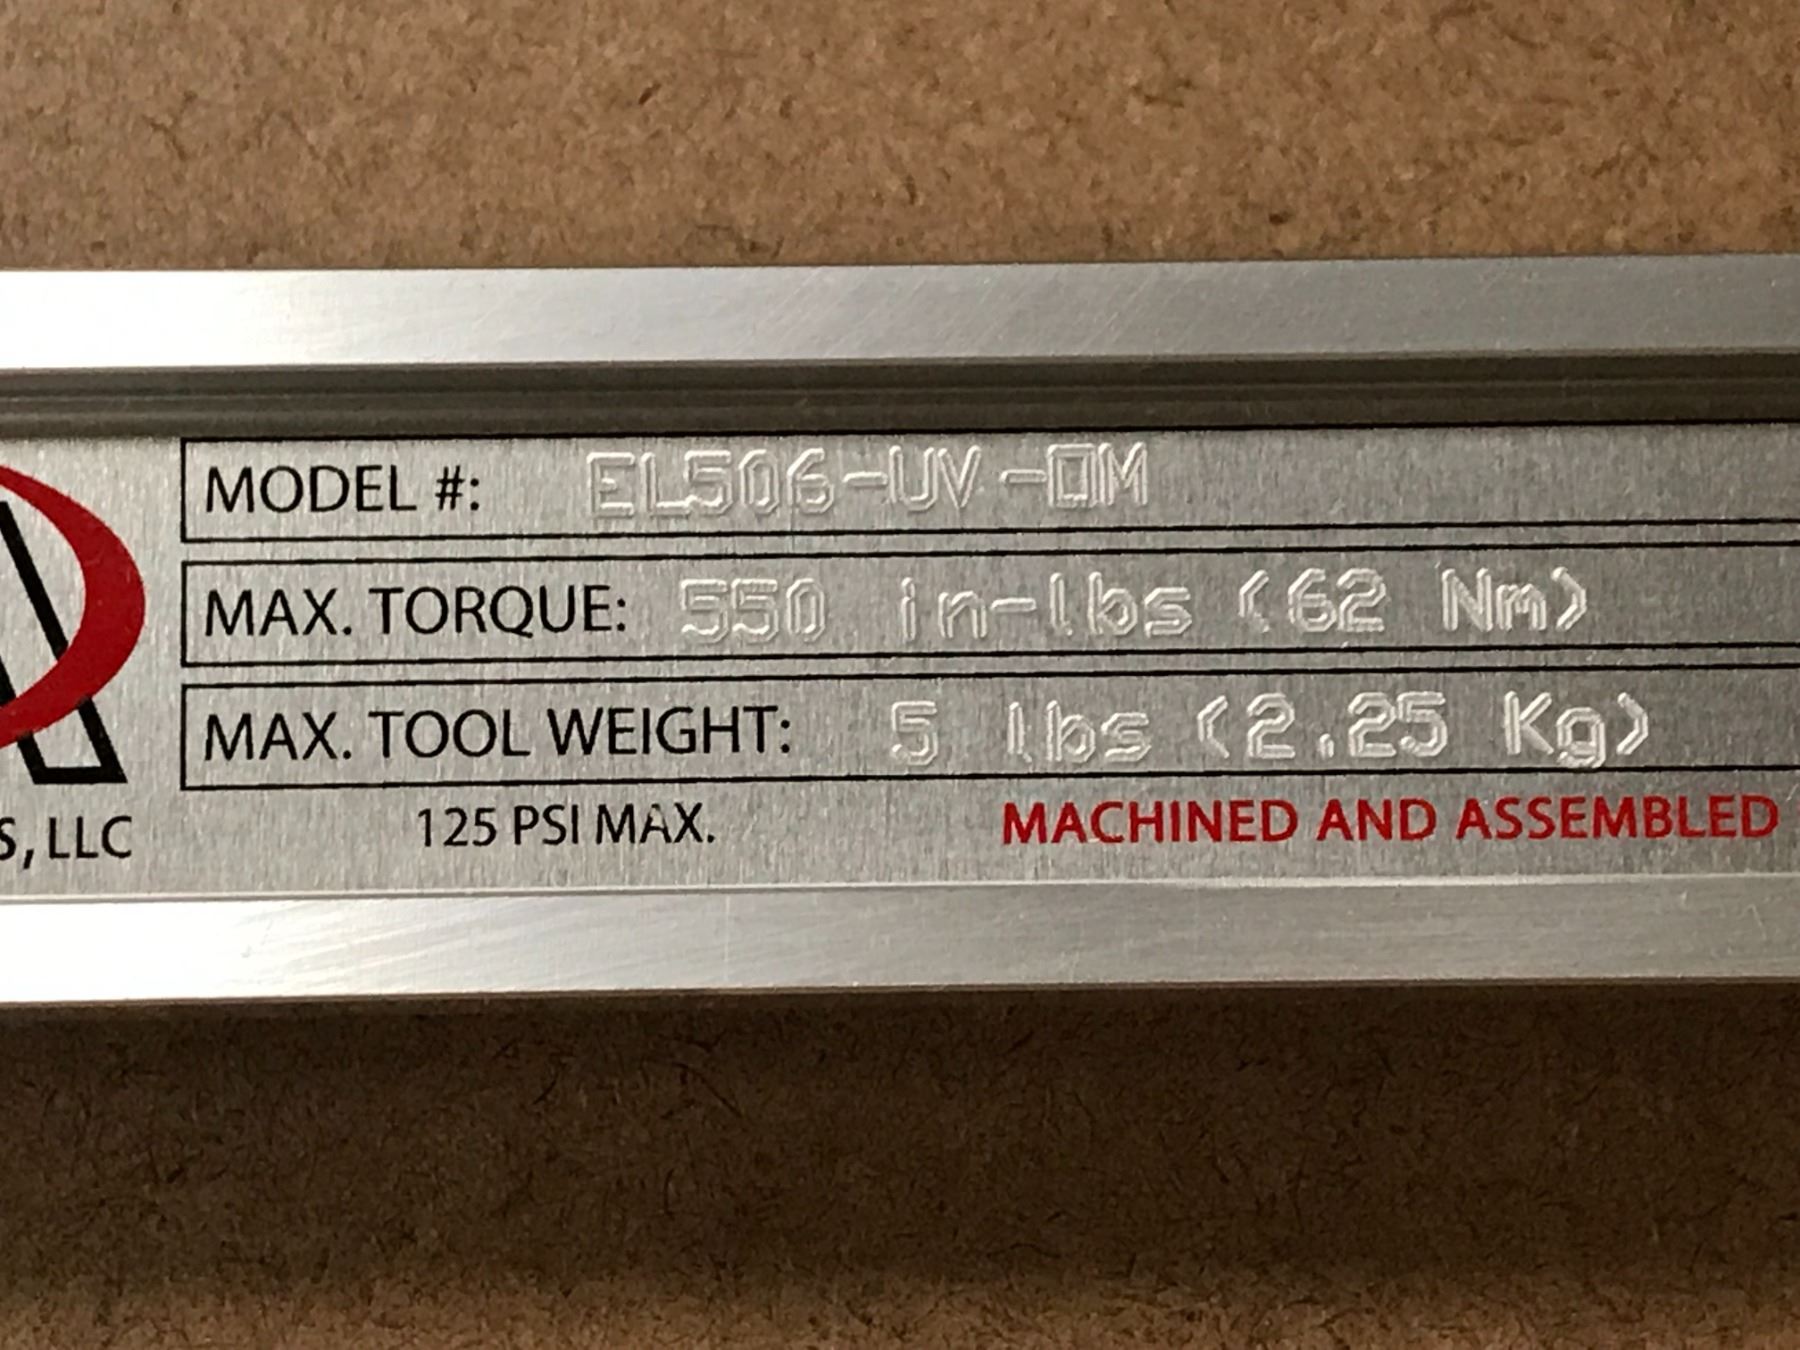 MODEL #: EL506-UV-OM
MAX. TORQUE: 550 in-lbs (62 Nm)
MAX. TOOL WEIGHT: 5 lbs (2.25 Kg)
S, LLC
125 PSI MAX.
MACHINED AND ASSEMBLED